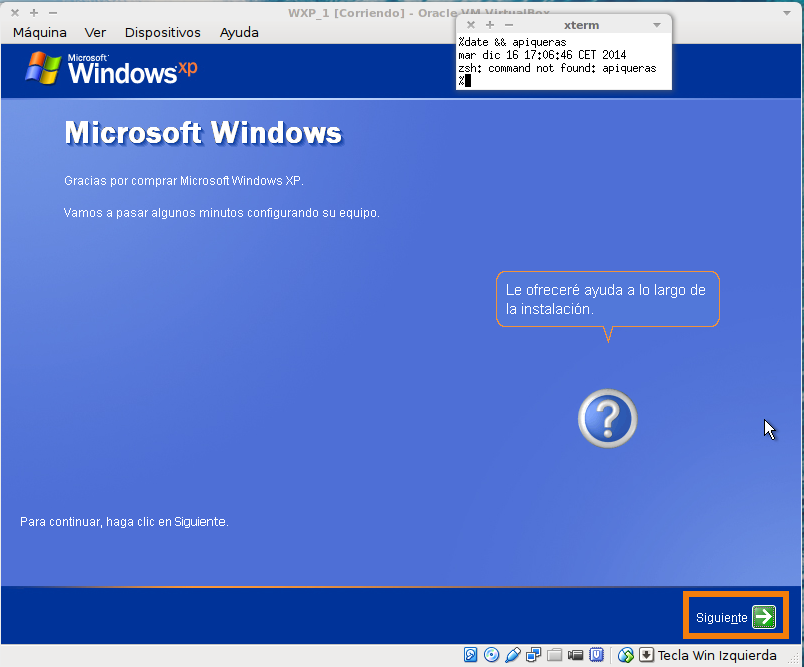 WXP_1 [Corriendo] - Oracle VM VirtualBox
Máquina Ver Dispositivos Ayuda
xterm
%date && apiqueras
mar dic 16 17:06:46 CET 2014
zsh: command not found: apiqueras
%
Microsoft
Windows xp
Microsoft Windows
Gracias por comprar Microsoft Windows XP.
Vamos a pasar algunos minutos configurando su equipo.
Le ofreceré ayuda a lo largo de
la instalación.
Para continuar, haga clic en Siguiente.
Siguiente
Tecla Win Izquierda